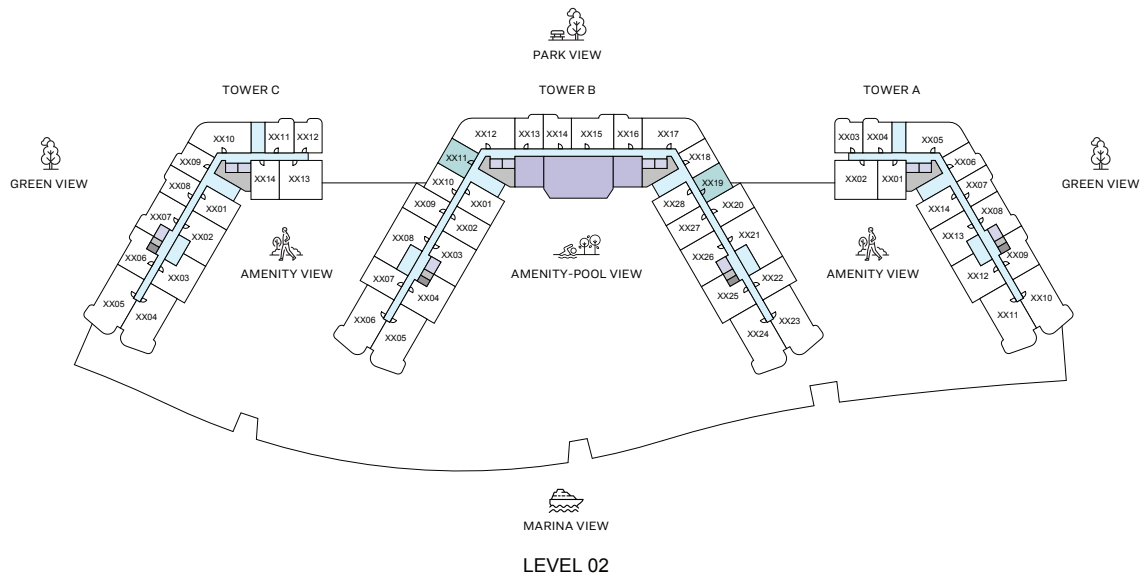 PARK VIEW
TOWER C
TOWER B
TOWER A
GREEN VIEW
GREEN VIEW
XX10
XX11
XX12
XX09
XX08
XX07
XX06
XX05
XX04
XX03
XX02
XX01
XX14
XX13
XX12
XX13
XX14
XX15
XX16
XX17
XX11
XX18
XX10
XX19
XX09
XX01
XX28
XX20
XX08
XX02
XX27
XX21
XX07
XX03
XX26
XX22
XX06
XX04
XX25
XX23
XX05
XX24
XX03
XX04
XX05
XX02
XX01
XX06
XX07
XX14
XX08
XX13
XX09
XX12
XX10
XX11
AMENITY VIEW
AMENITY-POOL VIEW
AMENITY VIEW
MARINA VIEW
LEVEL 02